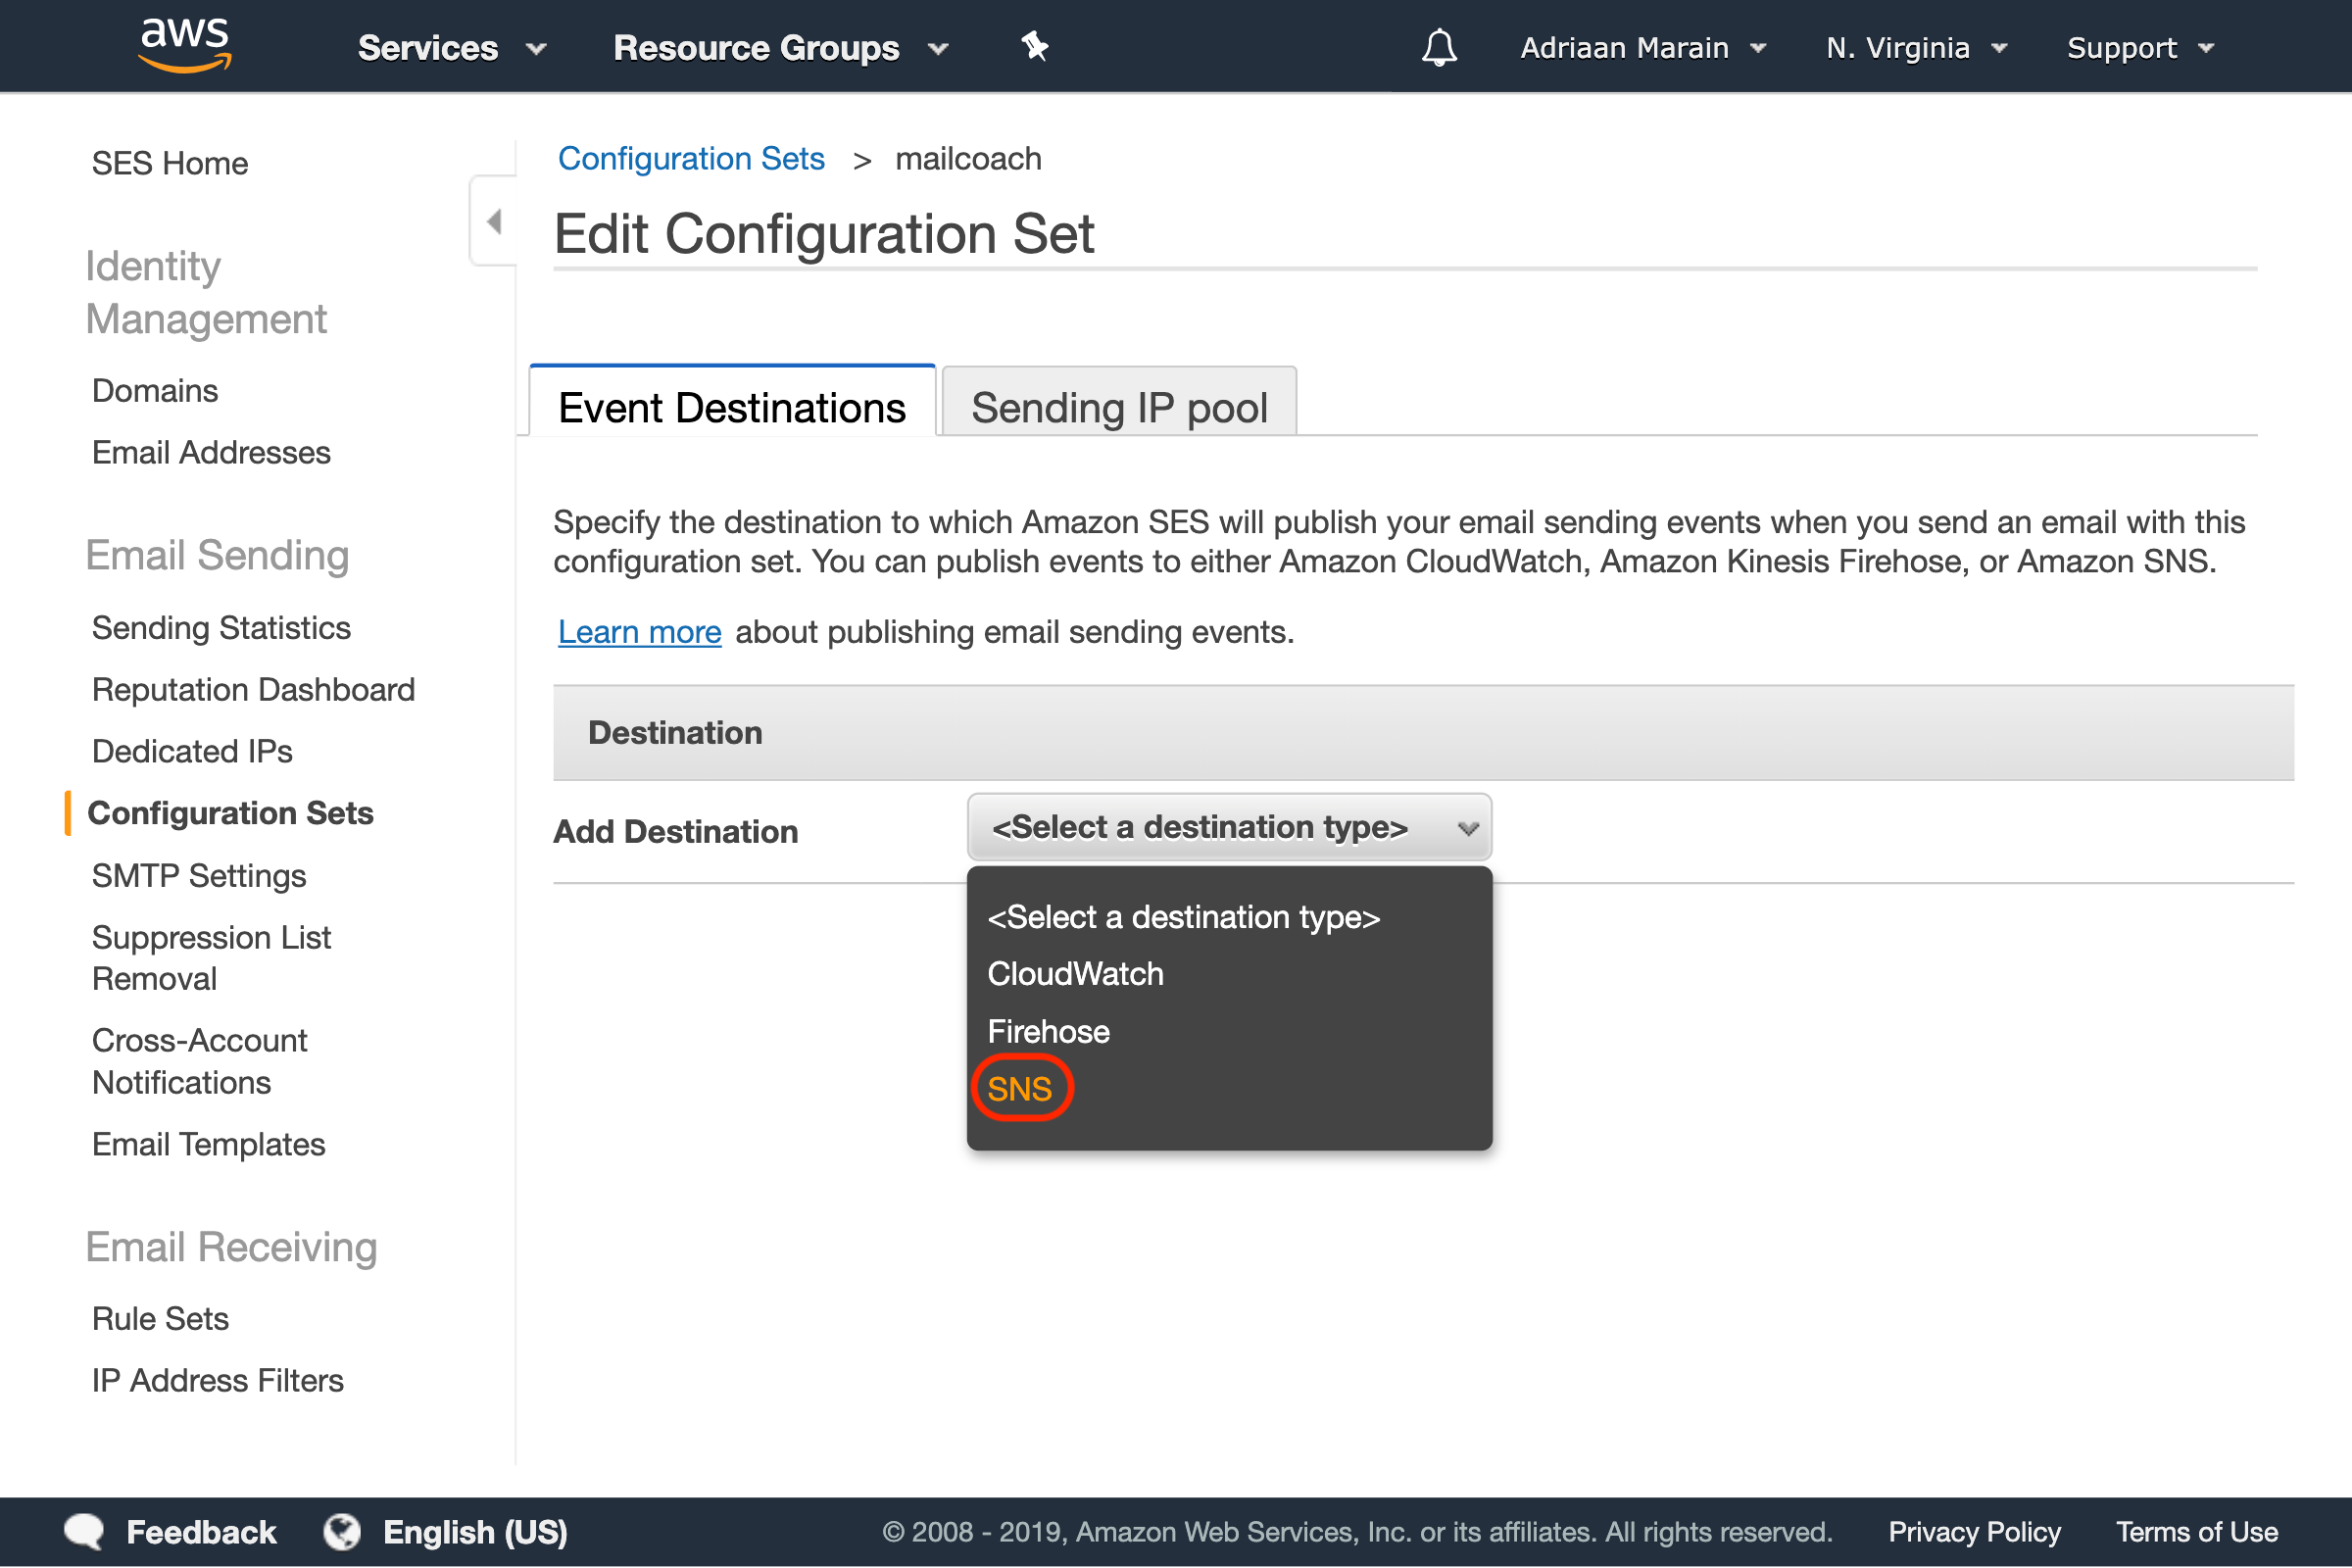 aws
Services
Resource Groups
Adriaan Marain
N. Virginia
Support
SES Home
Identity
Management
Domains
Email Addresses
Email Sending
Sending Statistics
Reputation Dashboard
Dedicated IPs
Configuration Sets
SMTP Settings
Suppression List
Removal
Cross-Account
Notifications
Email Templates
Email Receiving
Rule Sets
IP Address Filters
Configuration Sets > mailcoach
Edit Configuration Set
Event Destinations
Sending IP pool
Specify the destination to which Amazon SES will publish your email sending events when you send an email with this
configuration set. You can publish events to either Amazon CloudWatch, Amazon Kinesis Firehose, or Amazon SNS.
Learn more about publishing email sending events.
Destination
Add Destination
<Select a destination type>
<Select a destination type>
CloudWatch
Firehose
SNS
Feedback
English (US)
© 2008 - 2019, Amazon Web Services, Inc. or its affiliates. All rights reserved.
Privacy Policy
Terms of Use